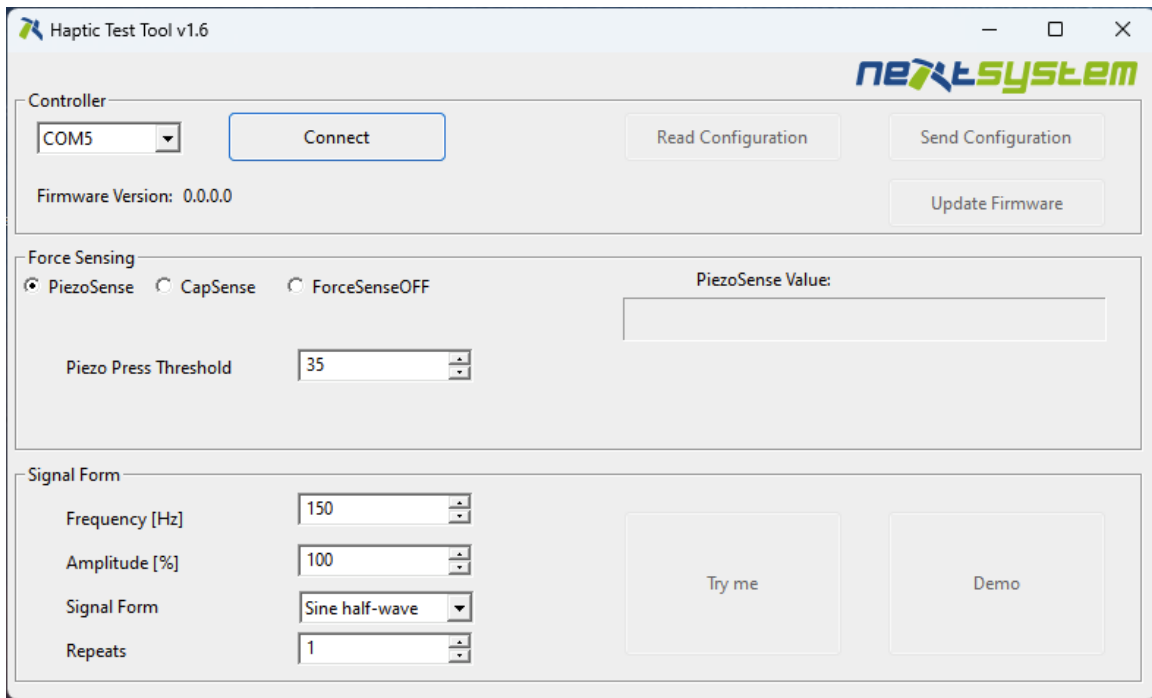 Haptic Test Tool v1.6
nextsystem
Controller
COM5 Connect Read Configuration Send Configuration
Firmware Version: 0.0.0.0 Update Firmware
Force Sensing
PiezoSense CapSense ForceSenseOFF PiezoSense Value:
Piezo Press Threshold 35
Signal Form
Frequency [Hz] 150
Amplitude [%] 100
Try me Demo
Signal Form Sine half-wave
Repeats 1